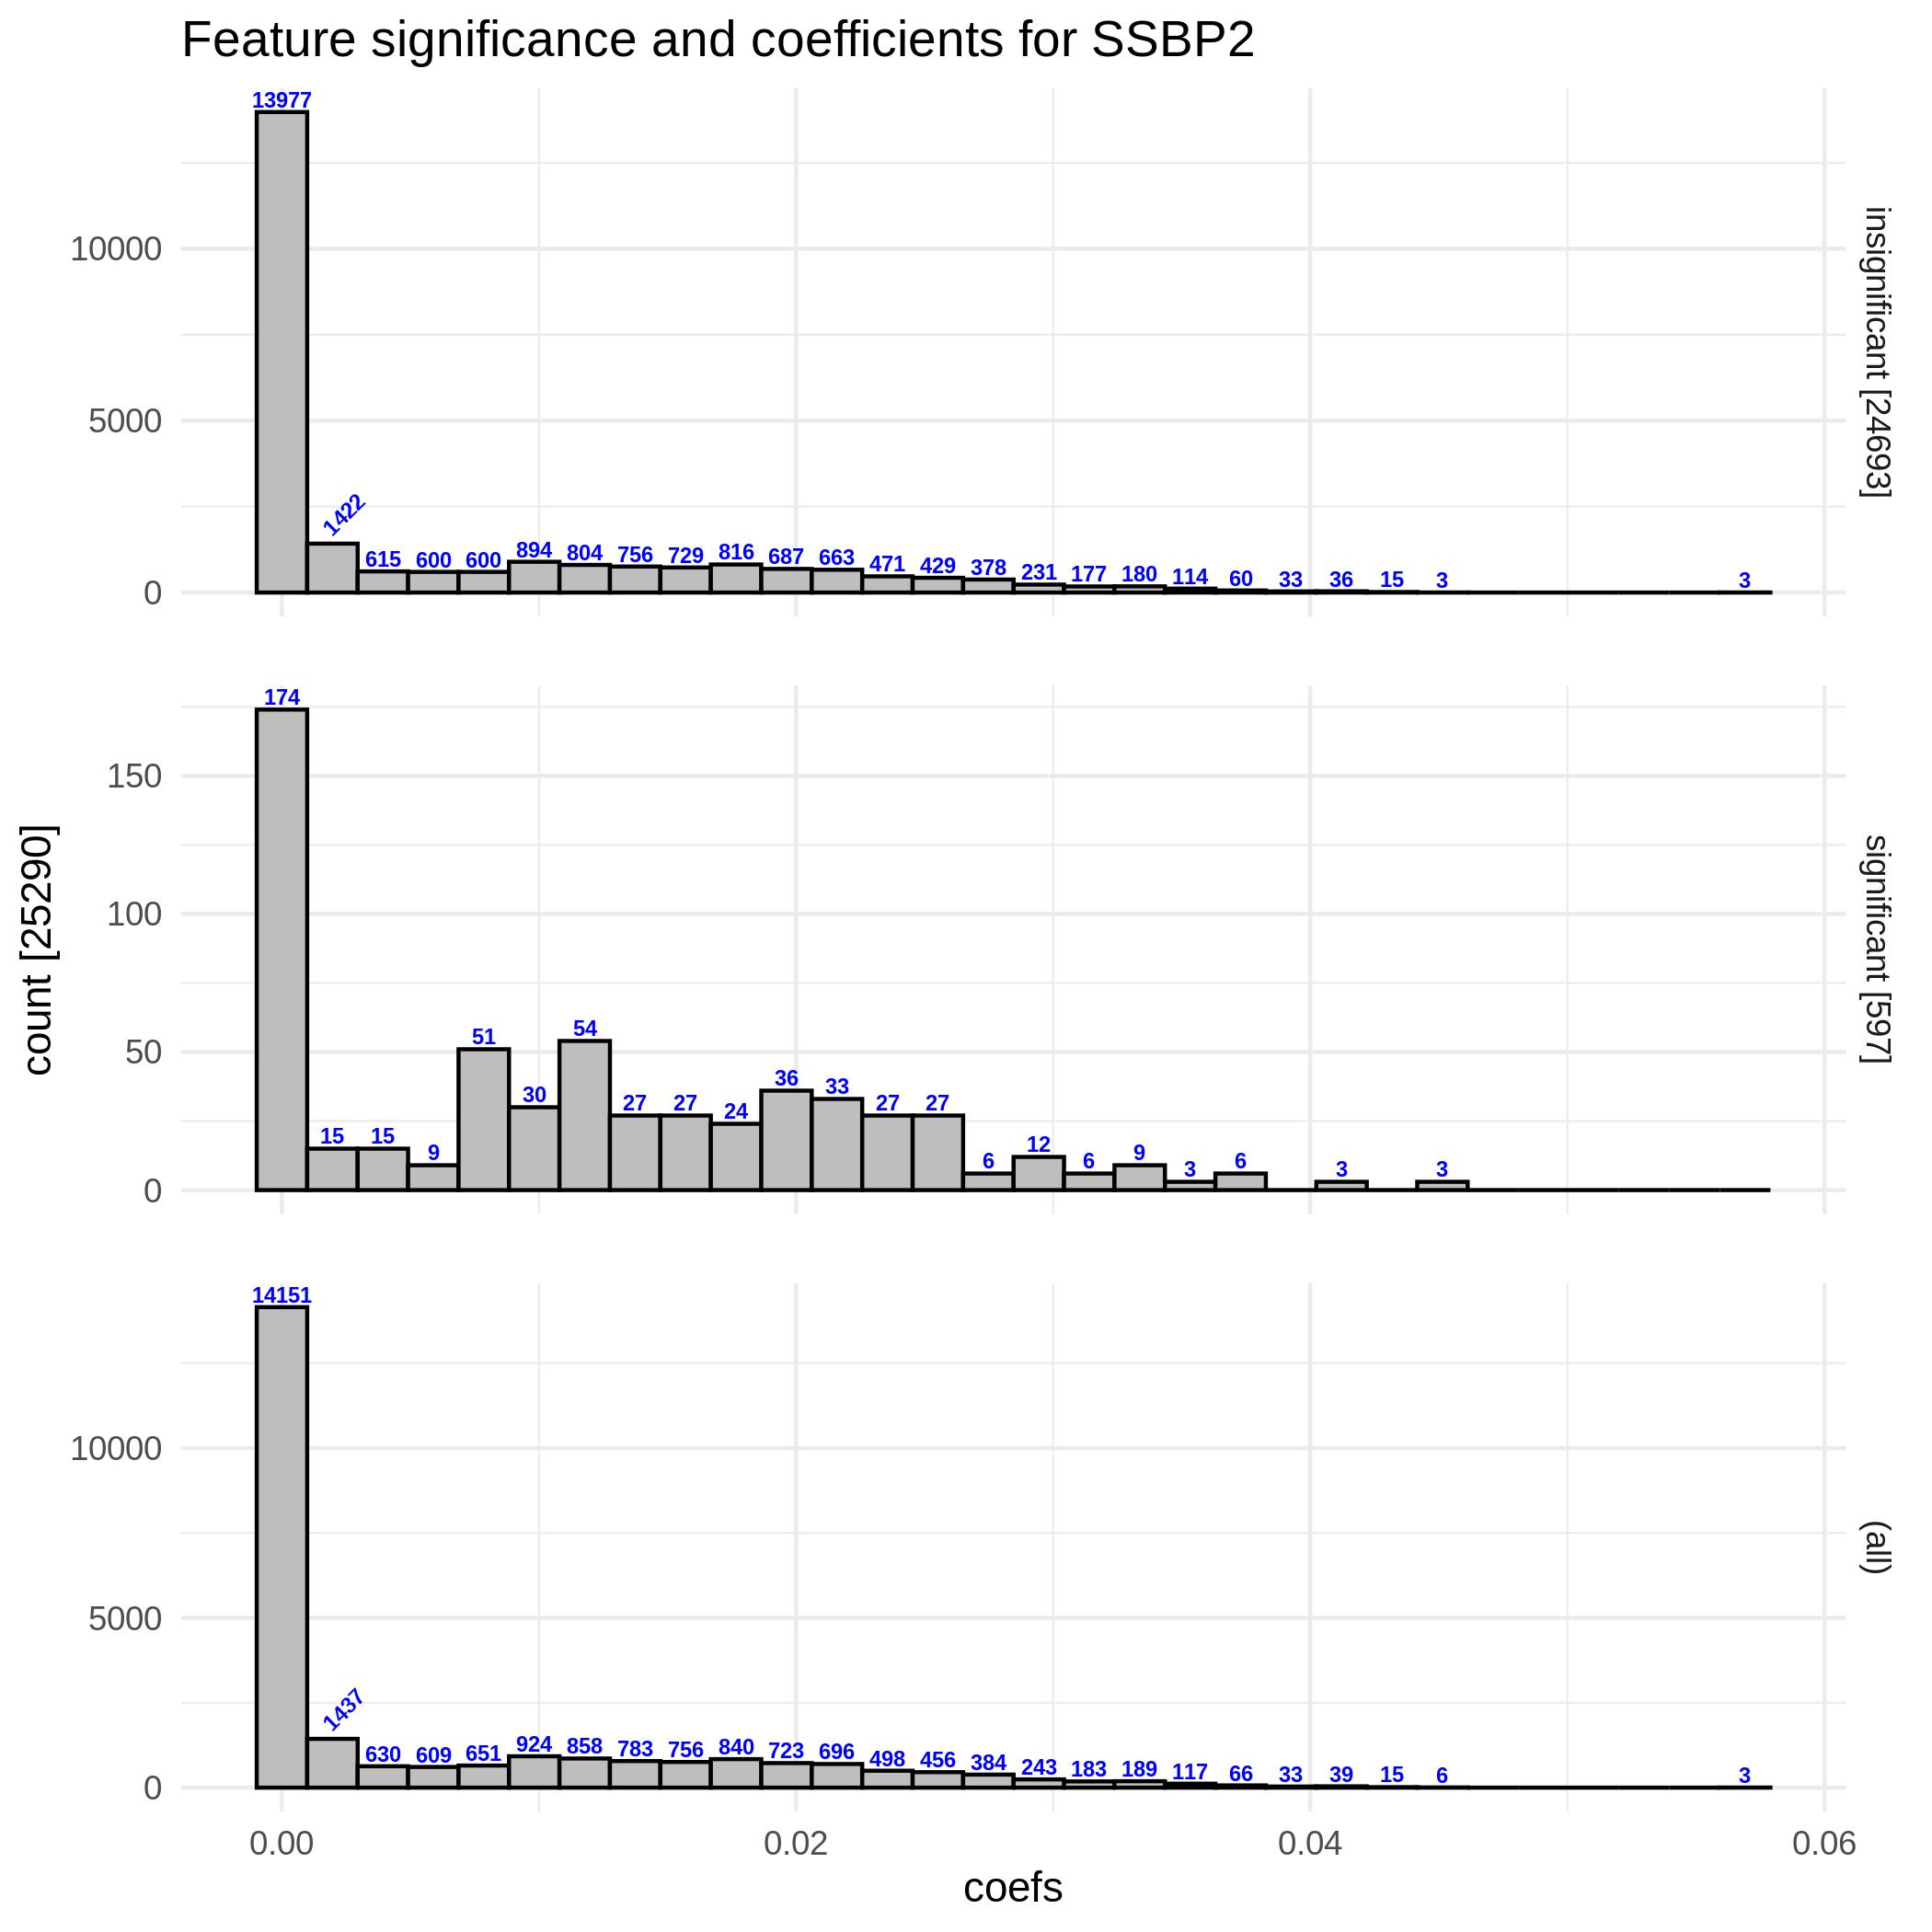 Feature significance and coefficients for SSBP2
count [25290]
13977
1422
615 600 600 894 804 756 729 816 687 663 471 429 378 231 177 180 114 60 33 36 15 3 3
10000
5000
0
insignificant [24693]
174
15 15 9 51 30 54 27 27 24 36 33 27 27 6 12 6 9 3 6 3 3
150
100
50
0
significant [597]
14151
1437
630 609 651 924 858 783 756 840 723 696 498 456 384 243 183 189 117 66 33 39 15 6 3
10000
5000
0
(all)
0.00 0.02 0.04 0.06
coefs